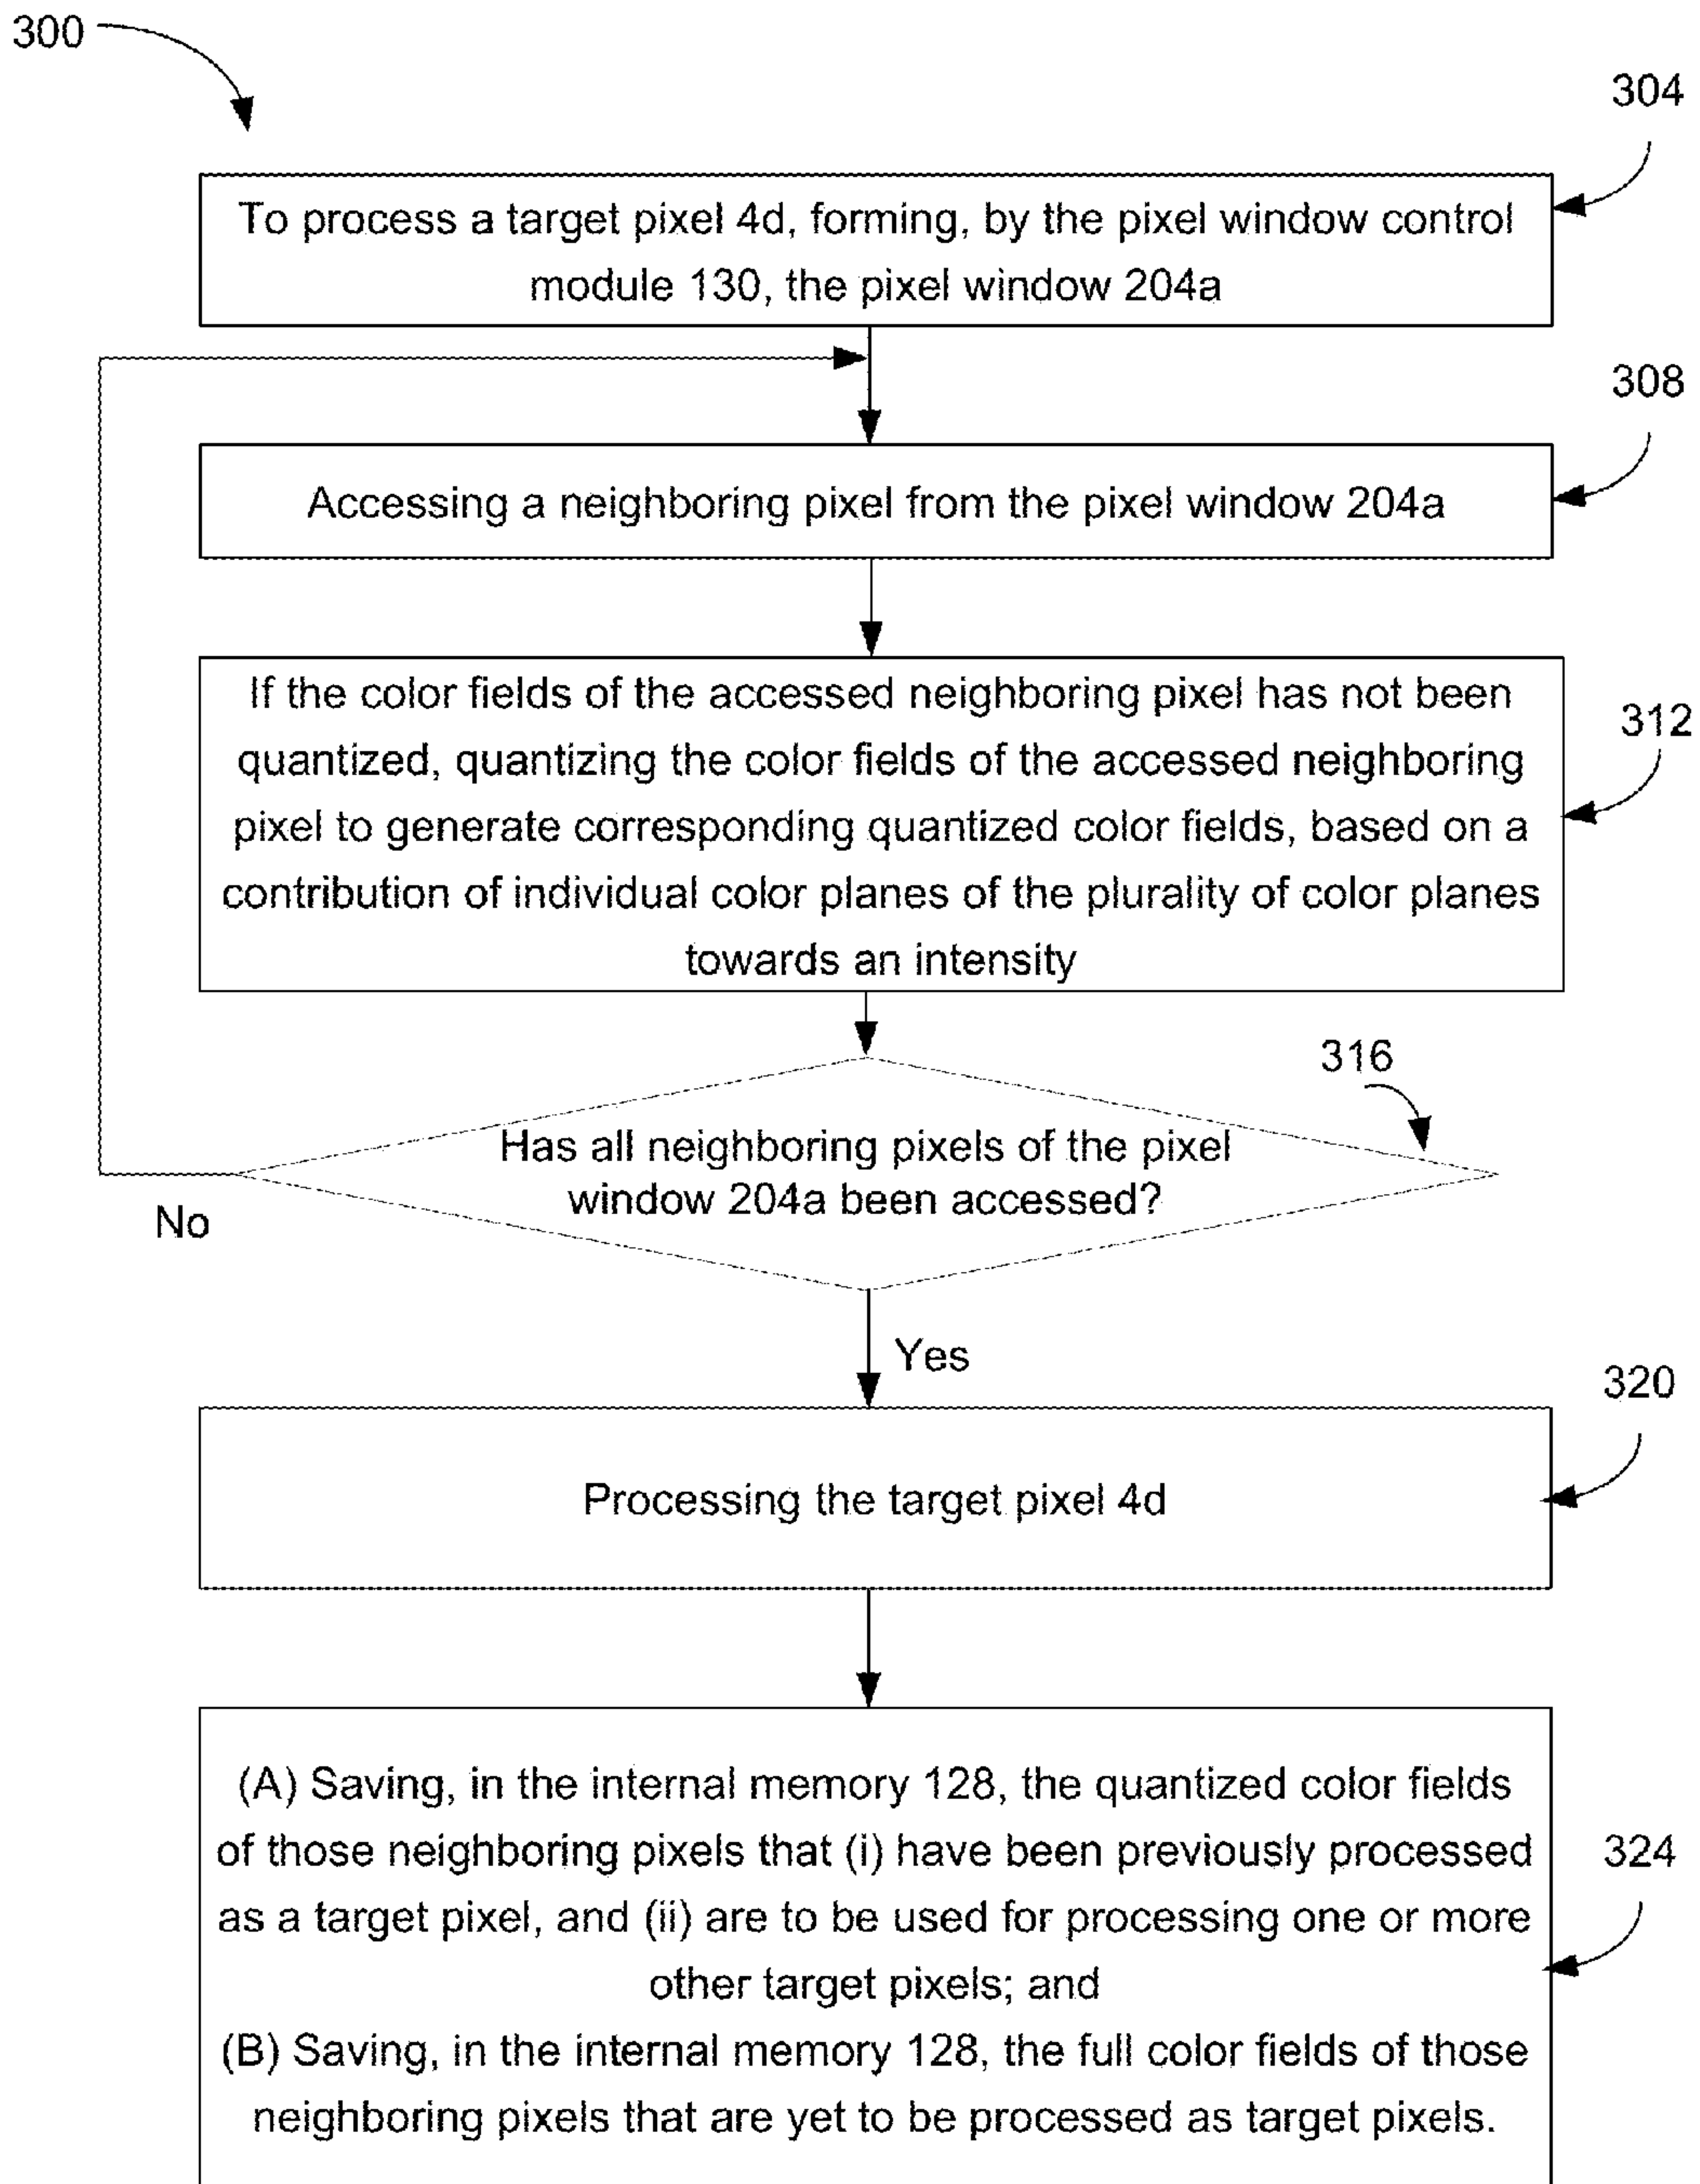 300
304
To process a target pixel 4d, forming, by the pixel window control
module 130, the pixel window 204a
308
Accessing a neighboring pixel from the pixel window 204a
If the color fields of the accessed neighboring pixel has not been
quantized, quantizing the color fields of the accessed neighboring
pixel to generate corresponding quantized color fields, based on a
contribution of individual color planes of the plurality of color planes
towards an intensity
312
316
Has all neighboring pixels of the pixel
window 204a been accessed?
No
Yes
320
Processing the target pixel 4d
(A) Saving, in the internal memory 128, the quantized color fields
of those neighboring pixels that (i) have been previously processed
as a target pixel, and (ii) are to be used for processing one or more
other target pixels; and
(B) Saving, in the internal memory 128, the full color fields of those
neighboring pixels that are yet to be processed as target pixels.
324